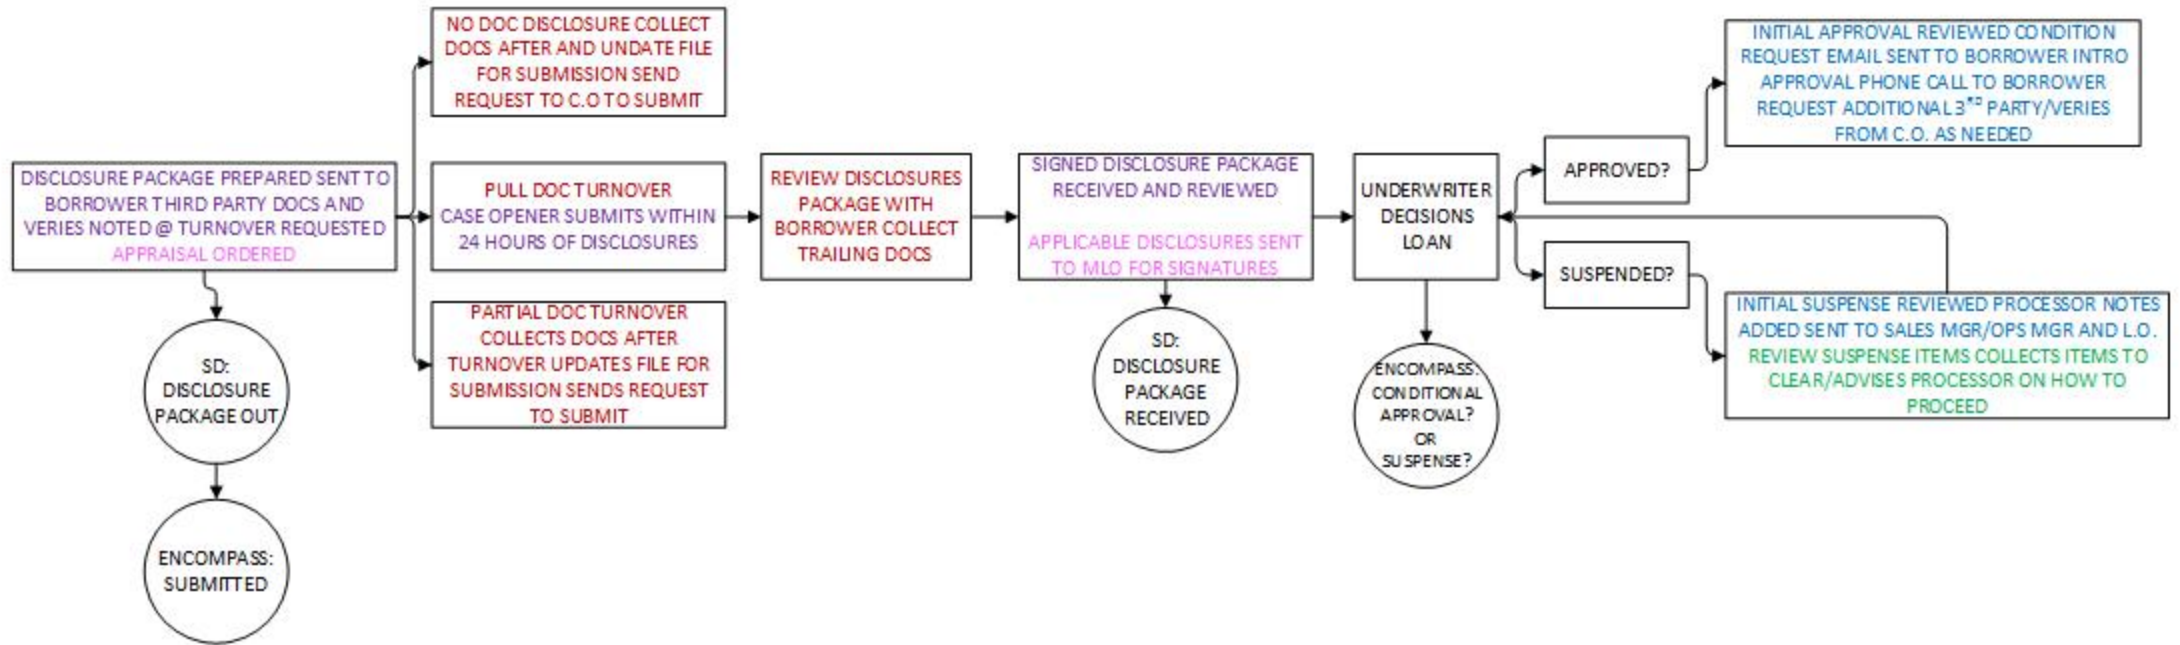 NO DOC DISCLOSURE COLLECT
DOCS AFTER AND UNDATE FILE
FOR SUBMISSION SEND
REQUEST TO C.O TO SUBMIT
DISCLOSURE PACKAGE PREPARED SENT TO
BORROWER THIRD PARTY DOCS AND
VERIES NOTED @ TURNOVER REQUESTED
APPRAISAL ORDERED
PULL DOC TURNOVER
CASE OPENER SUBMITS WITHIN
24 HOURS OF DISCLOSURES
PARTIAL DOC TURNOVER
COLLECTS DOCS AFTER
TURNOVER UPDATES FILE FOR
SUBMISSION SENDS REQUEST
TO SUBMIT
SD:
DISCLOSURE
PACKAGE OUT
ENCOMPASS:
SUBMITTED
REVIEW DISCLOSURES
PACKAGE WITH
BORROWER COLLECT
TRAILING DOCS
SIGNED DISCLOSURE PACKAGE
RECEIVED AND REVIEWED
APPLICABLE DISCLOSURES SENT
TO MLO FOR SIGNATURES
SD:
DISCLOSURE
PACKAGE
RECEIVED
UNDERWRITER
DECISIONS
LOAN
ENCOMPASS:
CONDITIONAL
APPROVAL?
OR
SUSPENSE?
APPROVED?
SUSPENDED?
INITIAL APPROVAL REVIEWED CONDITION
REQUEST EMAIL SENT TO BORROWER INTRO
APPROVAL PHONE CALL TO BORROWER
REQUEST ADDITIONAL 3RD PARTY/VERIES
FROM C.O. AS NEEDED
INITIAL SUSPENSE REVIEWED PROCESSOR NOTES
ADDED SENT TO SALES MGR/OPS MGR AND L.O.
REVIEW SUSPENSE ITEMS COLLECTS ITEMS TO
CLEAR/ADVISES PROCESSOR ON HOW TO
PROCEED